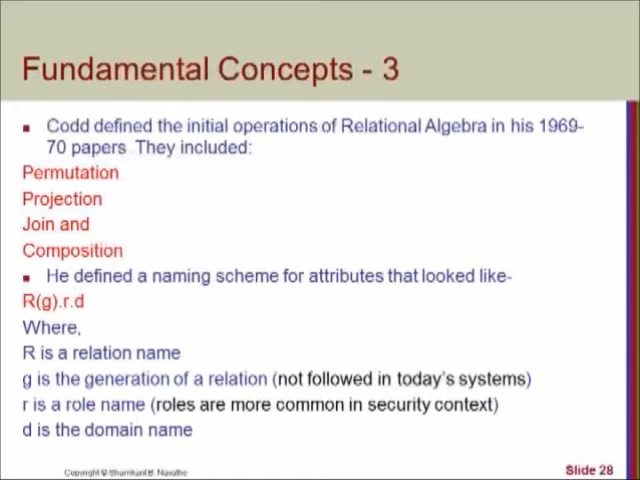 Fundamental Concepts - 3
Codd defined the initial operations of Relational Algebra in his 1969-
70 papers They included:
Permutation
Projection
Join and
Composition
He defined a naming scheme for attributes that looked like-
R(g).r.d
Where,
R is a relation name
g is the generation of a relation (not followed in today's systems)
r is a role name (roles are more common in security context)
d is the domain name
Copyright © Shamkant B. Navathe
Slide 28